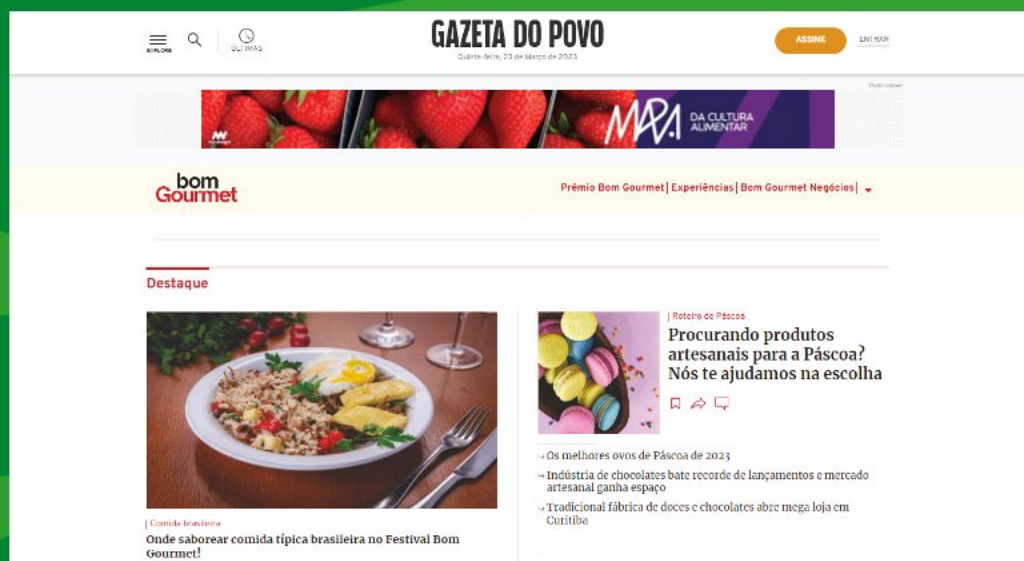 EXPLORE
ÚLTIMAS
GAZETA DO POVO
Quinta-feira, 23 de Março de 2023
ASSINE
ENTRAR
Publicidade
MAPA DA CULTURA
ALIMENTAR
bom
Gourmet
Prêmio Bom Gourmet| Experiências| Bom Gourmet Negócios|
Destaque
| Roteiro de Páscoa
Procurando produtos
artesanais para a Páscoa?
Nós te ajudamos na escolha
Os melhores ovos de Páscoa de 2023
Indústria de chocolates bate recorde de lançamentos e mercado
artesanal ganha espaço
Tradicional fábrica de doces e chocolates abre mega loja em
Curitiba
| Comida brasileira
Onde saborear comida típica brasileira no Festival Bom
Gourmet!